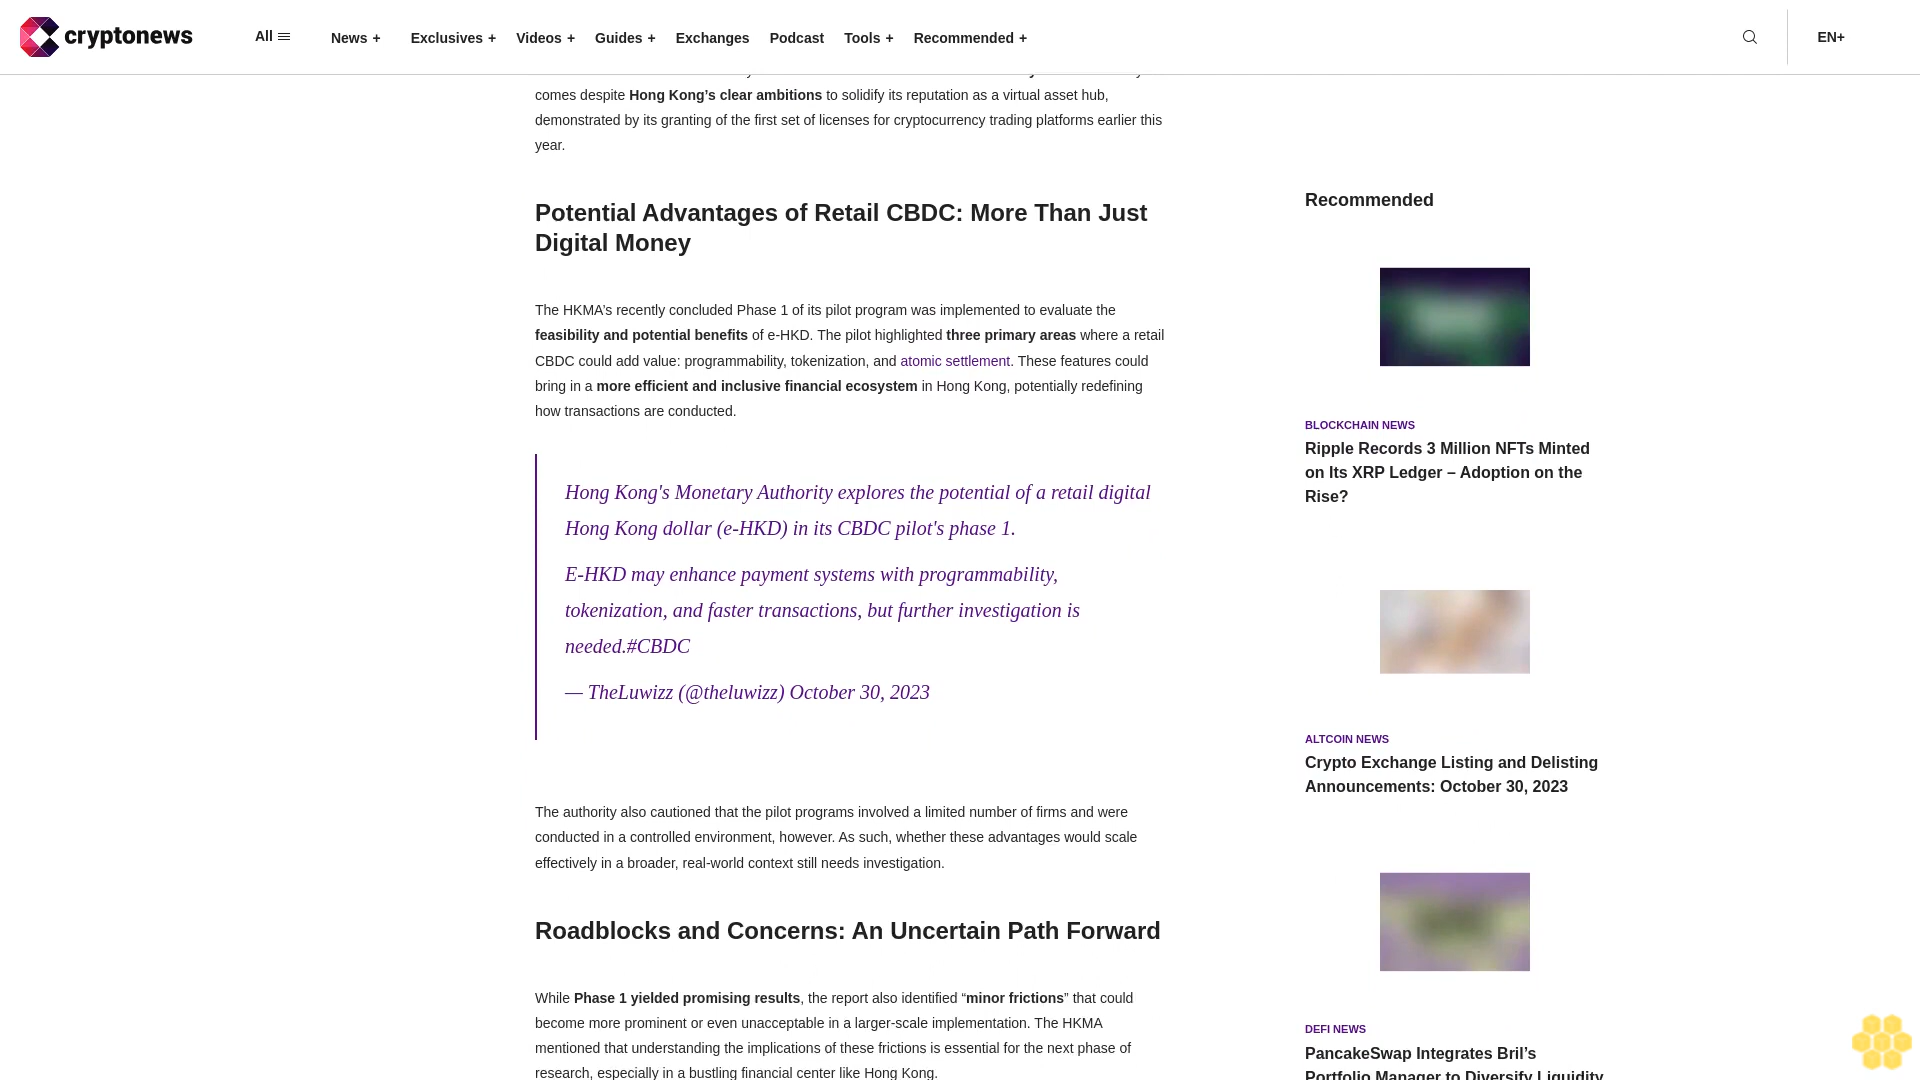 cryptonews
All
News +
Exclusives +
Videos +
Guides +
Exchanges
Podcast
Tools +
Recommended +
EN+
comes despite Hong Kong’s clear ambitions to solidify its reputation as a virtual asset hub,
demonstrated by its granting of the first set of licenses for cryptocurrency trading platforms earlier this
year.
Potential Advantages of Retail CBDC: More Than Just
Digital Money
The HKMA’s recently concluded Phase 1 of its pilot program was implemented to evaluate the
feasibility and potential benefits of e-HKD. The pilot highlighted three primary areas where a retail
CBDC could add value: programmability, tokenization, and atomic settlement. These features could
bring in a more efficient and inclusive financial ecosystem in Hong Kong, potentially redefining
how transactions are conducted.
Hong Kong's Monetary Authority explores the potential of a retail digital
Hong Kong dollar (e-HKD) in its CBDC pilot's phase 1.
E-HKD may enhance payment systems with programmability,
tokenization, and faster transactions, but further investigation is
needed.#CBDC
— TheLuwizz (@theluwizz) October 30, 2023
The authority also cautioned that the pilot programs involved a limited number of firms and were
conducted in a controlled environment, however. As such, whether these advantages would scale
effectively in a broader, real-world context still needs investigation.
Roadblocks and Concerns: An Uncertain Path Forward
While Phase 1 yielded promising results, the report also identified “minor frictions” that could
become more prominent or even unacceptable in a larger-scale implementation. The HKMA
mentioned that understanding the implications of these frictions is essential for the next phase of
research, especially in a bustling financial center like Hong Kong.
Recommended
BLOCKCHAIN NEWS
Ripple Records 3 Million NFTs Minted
on Its XRP Ledger – Adoption on the
Rise?
ALTCOIN NEWS
Crypto Exchange Listing and Delisting
Announcements: October 30, 2023
DEFI NEWS
PancakeSwap Integrates Bril’s
Portfolio Manager to Diversify Liquidity